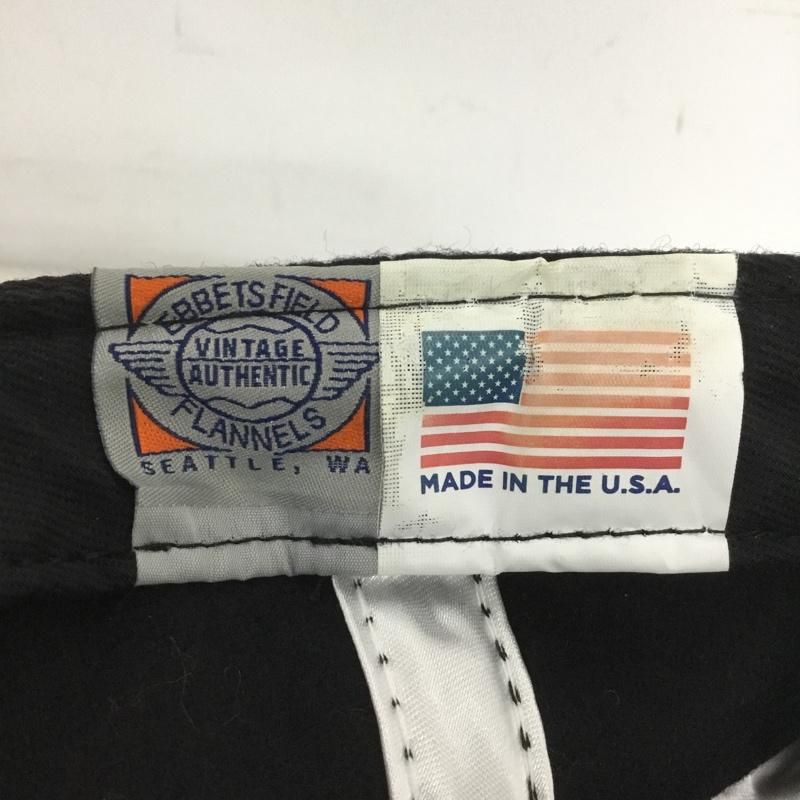 EBBETS FIELD
VINTAGE
AUTHENTIC
FLANNELS
SEATTLE, WA
MADE IN THE U.S.A.